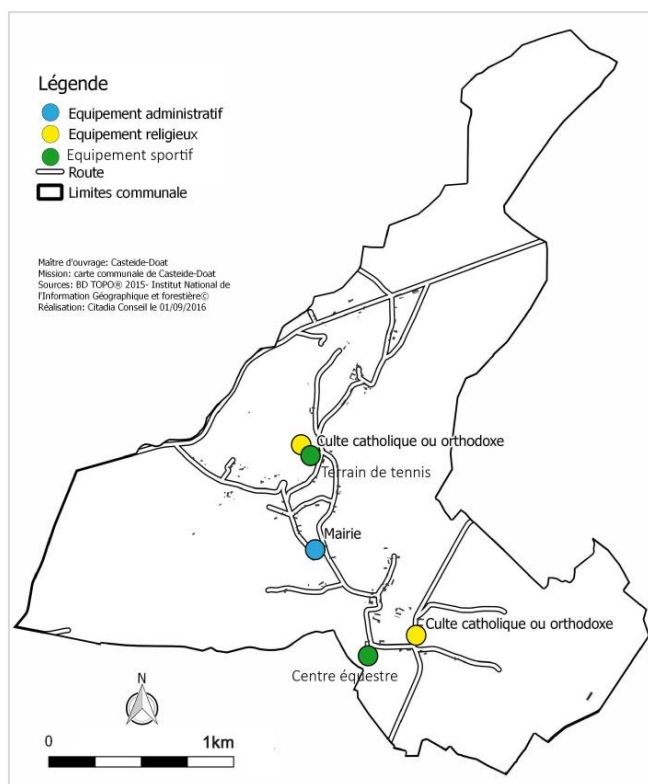 Légende
Equipement administratif
Equipement religieux
Equipement sportif
Route
Limites communale
Maître d'ouvrage: Casteide-Doat
Mission: carte communale de Casteide-Doat
Sources: BD TOPO® 2015- Institut National de
l'Information Géographique et forestière©
Réalisation: Citadia Conseil le 01/09/2016
Culte catholique ou orthodoxe
Terrain de tennis
Mairie
Culte catholique ou orthodoxe
Centre équestre
N
0 1km